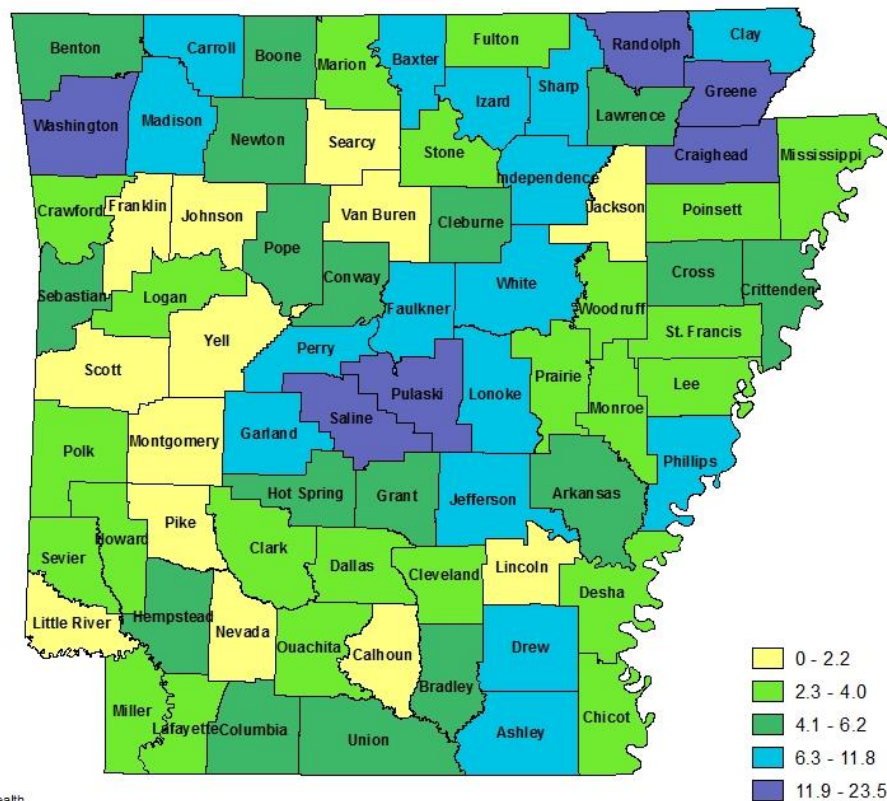 Benton
Carroll
Boone
Marion
Baxter
Fulton
Randolph
Clay
Izard
Sharp
Lawrence
Greene
Washington
Madison
Newton
Searcy
Stone
Independence
Craighead
Mississippi
Crawford
Franklin
Johnson
Van Buren
Cleburne
Jackson
Poinsett
Pope
Sebastian
Logan
Conway
Faulkner
White
Woodruff
Cross
Crittenden
Scott
Yell
Perry
Pulaski
Lonoke
Prairie
St. Francis
Lee
Monroe
Saline
Polk
Montgomery
Garland
Phillips
Hot Spring
Grant
Jefferson
Arkansas
Pike
Sevier
Howard
Clark
Dallas
Cleveland
Lincoln
Desha
Little River
Hempstead
Nevada
Ouachita
Calhoun
Bradley
Drew
Miller
Lafayette
Columbia
Union
Ashley
Chicot
0 - 2.2
2.3 - 4.0
4.1 - 6.2
6.3 - 11.8
11.9 - 23.5